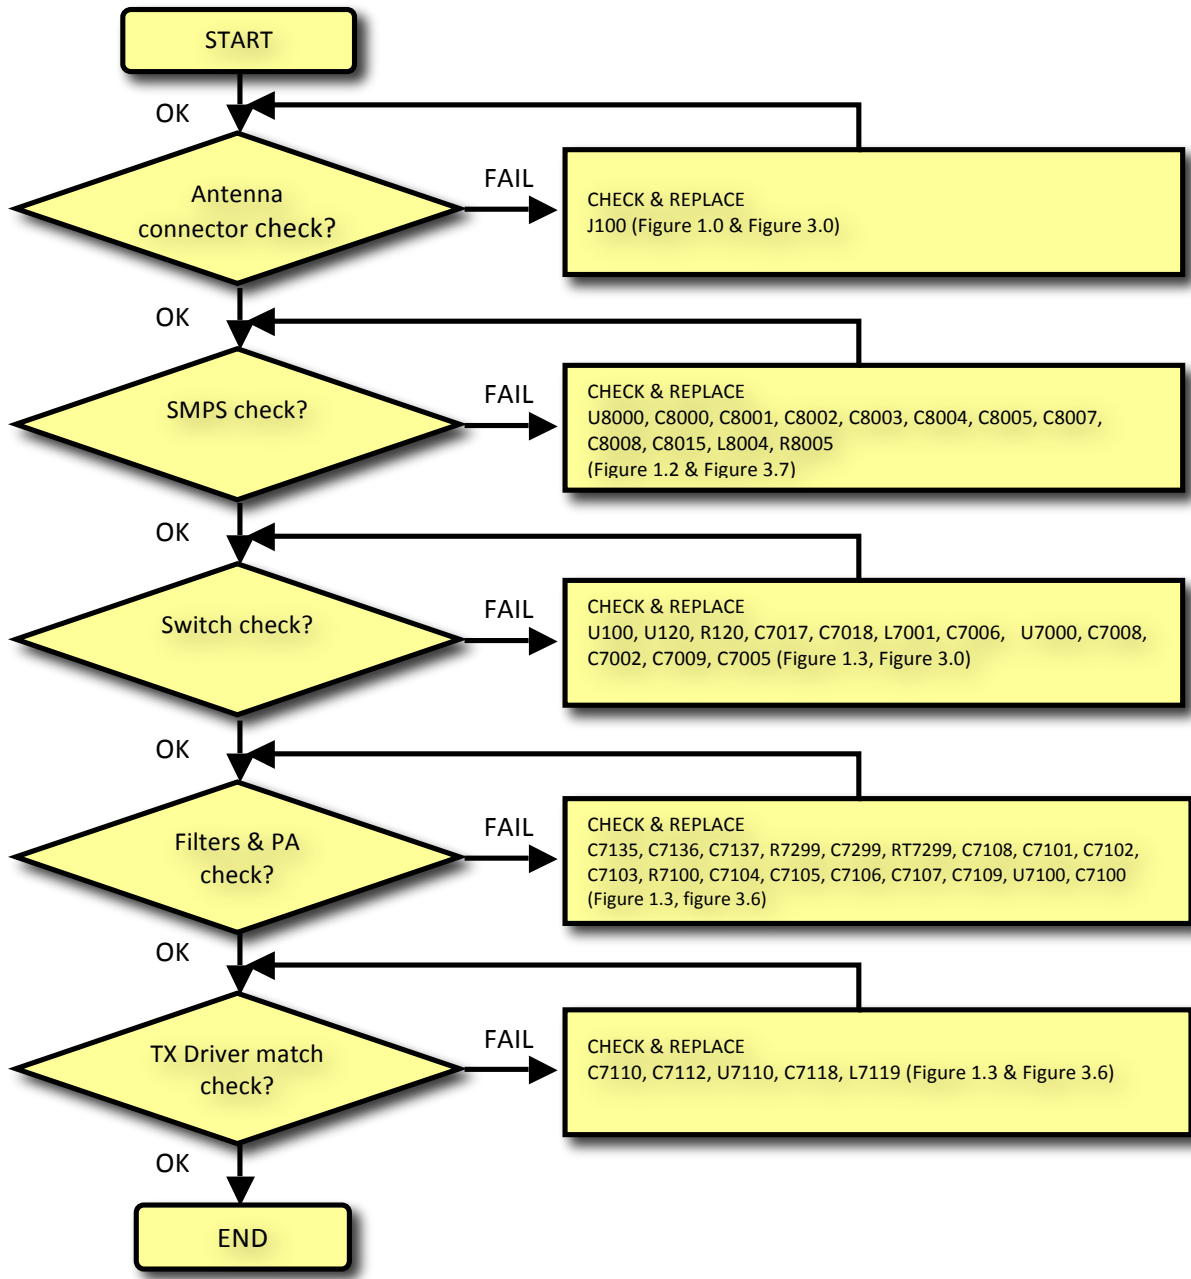 START
OK
Antenna
connector check?
FAIL
CHECK & REPLACE
J100 (Figure 1.0 & Figure 3.0)
OK
SMPS check?
FAIL
CHECK & REPLACE
U8000, C8000, C8001, C8002, C8003, C8004, C8005, C8007,
C8008, C8015, L8004, R8005
(Figure 1.2 & Figure 3.7)
OK
Switch check?
FAIL
CHECK & REPLACE
U100, U120, R120, C7017, C7018, L7001, C7006, U7000, C7008,
C7002, C7009, C7005 (Figure 1.3, Figure 3.0)
OK
Filters & PA
check?
FAIL
CHECK & REPLACE
C7135, C7136, C7137, R7299, C7299, RT7299, C7108, C7101, C7102,
C7103, R7100, C7104, C7105, C7106, C7107, C7109, U7100, C7100
(Figure 1.3, figure 3.6)
OK
TX Driver match
check?
FAIL
CHECK & REPLACE
C7110, C7112, U7110, C7118, L7119 (Figure 1.3 & Figure 3.6)
OK
END